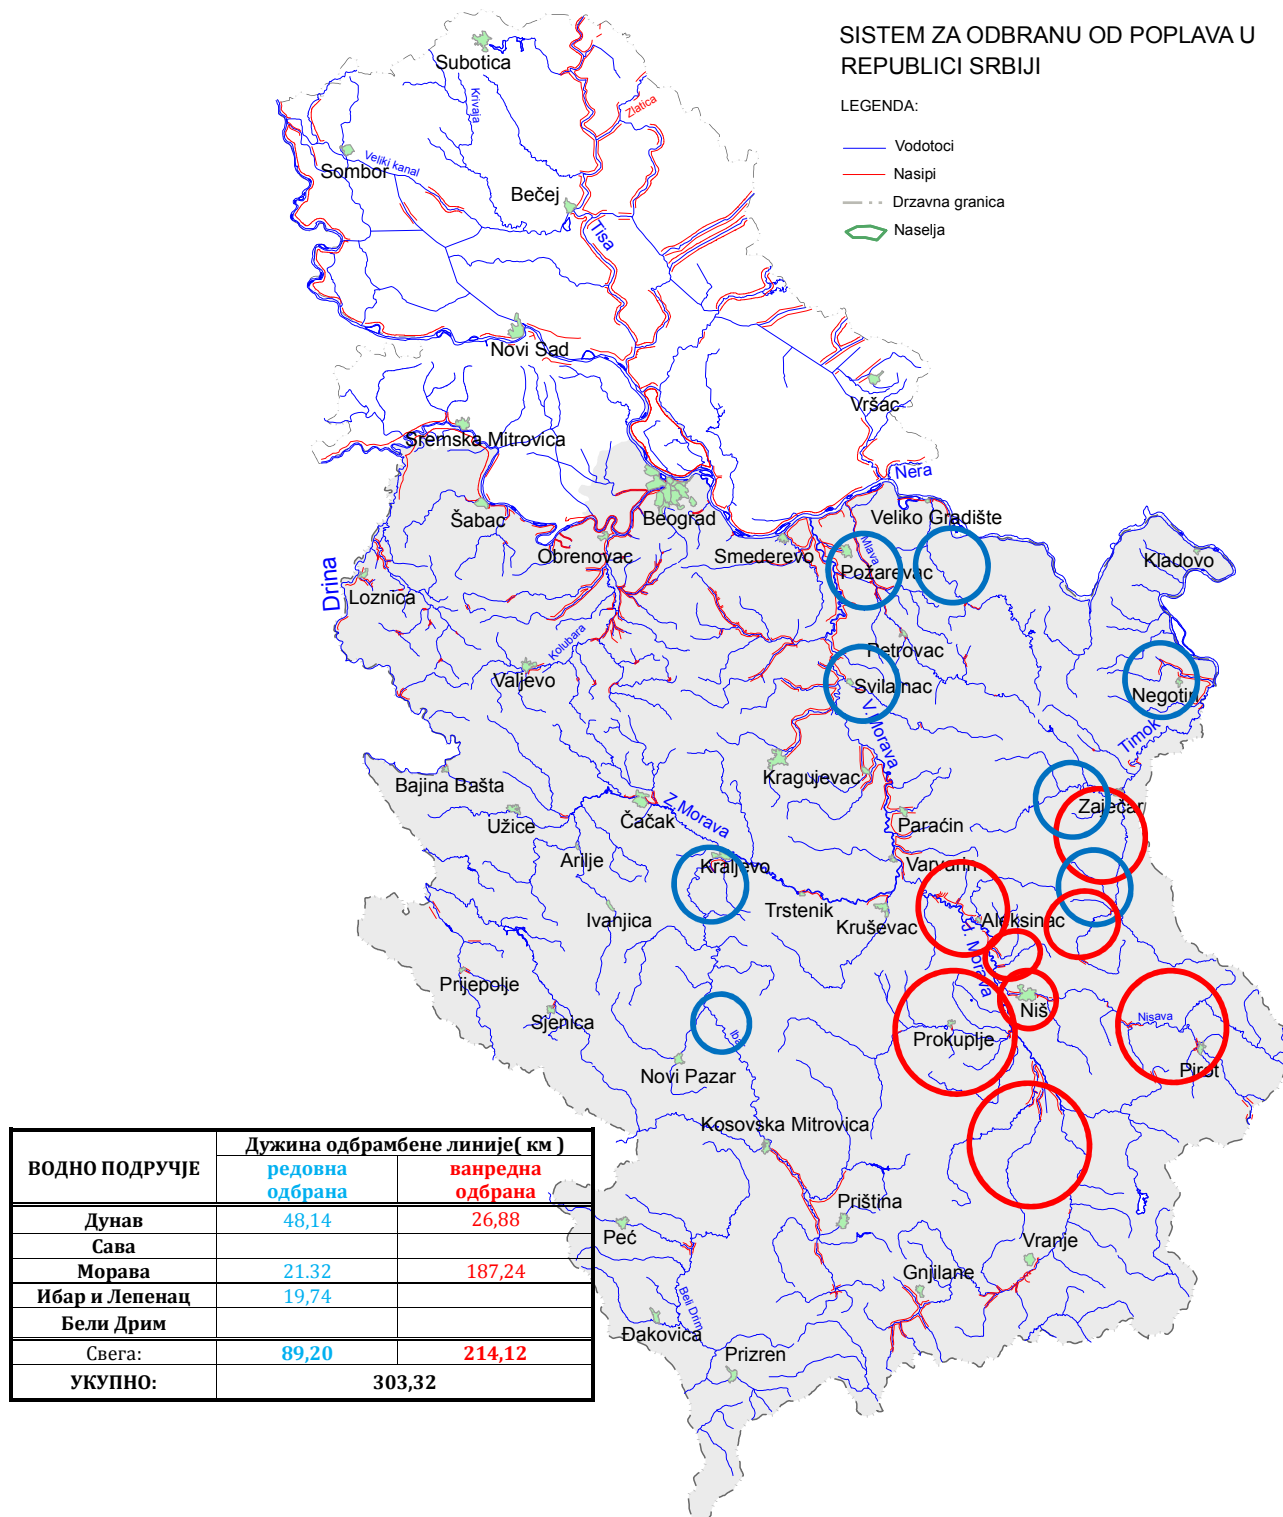 SISTEM ZA ODBRANU OD POPLAVA U
REPUBLICI SRBIJI
LEGENDA:
Vodotoci
Nasipi
Drzavna granica
Naselja
Subotica
Krivaja
Zlatica
Sombor
Veliki kanal
Bečej
Tisa
Novi Sad
Vršac
Sremska Mitrovica
Nera
Šabac
Beograd
Veliko Gradište
Obrenovac
Smederevo
Mlava
Kladovo
Požarevac
Drina
Loznica
Kolubara
Petrovac
Valjevo
Svilajnac
Negotin
V. Morava
Timok
Bajina Bašta
Kragujevac
Užice
Čačak
Z.Morava
Zaječar
Paraćin
Arilje
Kraljevo
Varvarin
Ivanjica
Trstenik
Kruševac
Aleksinac
J. Morava
Prijepolje
Sjenica
Niš
Nisava
Ibar
Prokuplje
Pirot
Novi Pazar
Kosovska Mitrovica
Priština
Peć
Vranje
Gnjilane
Beli Drim
Đakovica
Prizren
ВОДНО ПОДРУЧЈЕ
Дужина одбрамбене линије( км )
редовна одбрана
ванредна одбрана
Дунав 48,14 26,88
Сава
Морава 21.32 187,24
Ибар и Лепенац 19,74
Бели Дрим
Свега: 89,20 214,12
УКУПНО: 303,32